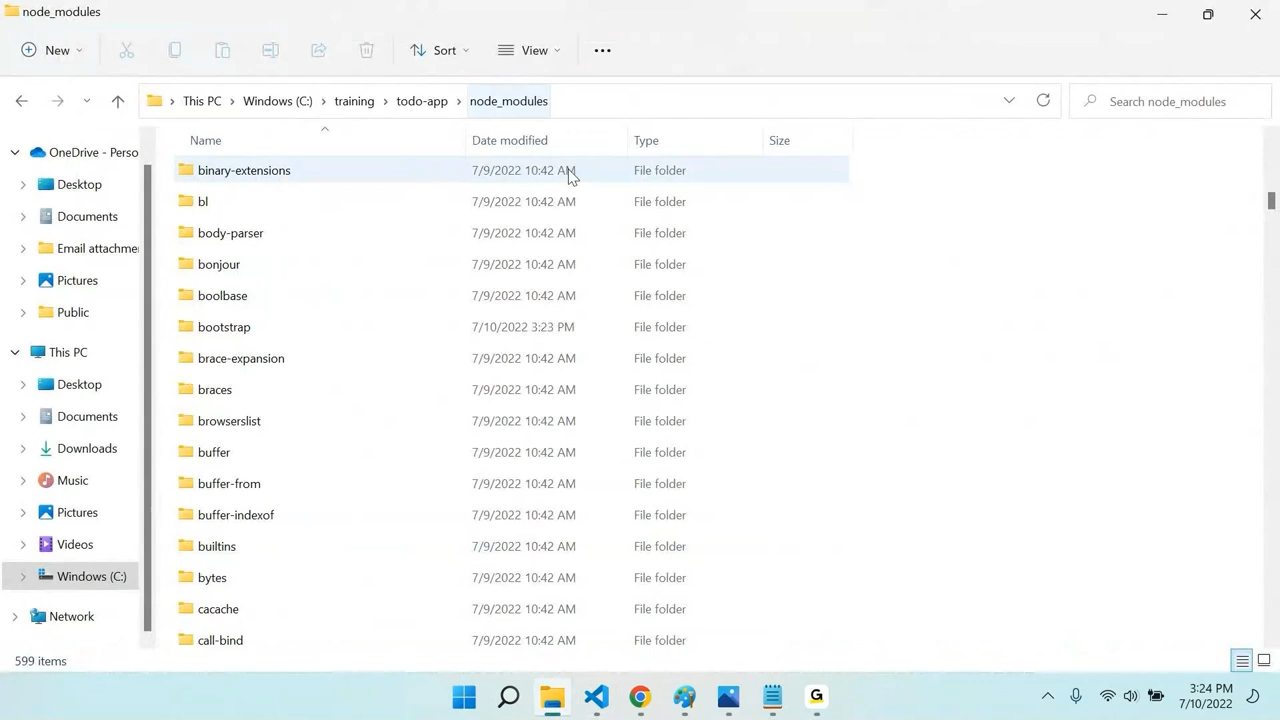 node_modules
New
Sort
View
This PC
Windows (C:)
training
todo-app
node_modules
Search node_modules
OneDrive - Perso
Desktop
Documents
Email attachme
Pictures
Public
This PC
Desktop
Documents
Downloads
Music
Pictures
Videos
Windows (C:)
Network
Name Date modified Type Size
binary-extensions 7/9/2022 10:42 AM File folder
bl 7/9/2022 10:42 AM File folder
body-parser 7/9/2022 10:42 AM File folder
bonjour 7/9/2022 10:42 AM File folder
boolbase 7/9/2022 10:42 AM File folder
bootstrap 7/10/2022 3:23 PM File folder
brace-expansion 7/9/2022 10:42 AM File folder
braces 7/9/2022 10:42 AM File folder
browserslist 7/9/2022 10:42 AM File folder
buffer 7/9/2022 10:42 AM File folder
buffer-from 7/9/2022 10:42 AM File folder
buffer-indexof 7/9/2022 10:42 AM File folder
builtins 7/9/2022 10:42 AM File folder
bytes 7/9/2022 10:42 AM File folder
cacache 7/9/2022 10:42 AM File folder
call-bind 7/9/2022 10:42 AM File folder
599 items
G
3:24 PM
7/10/2022